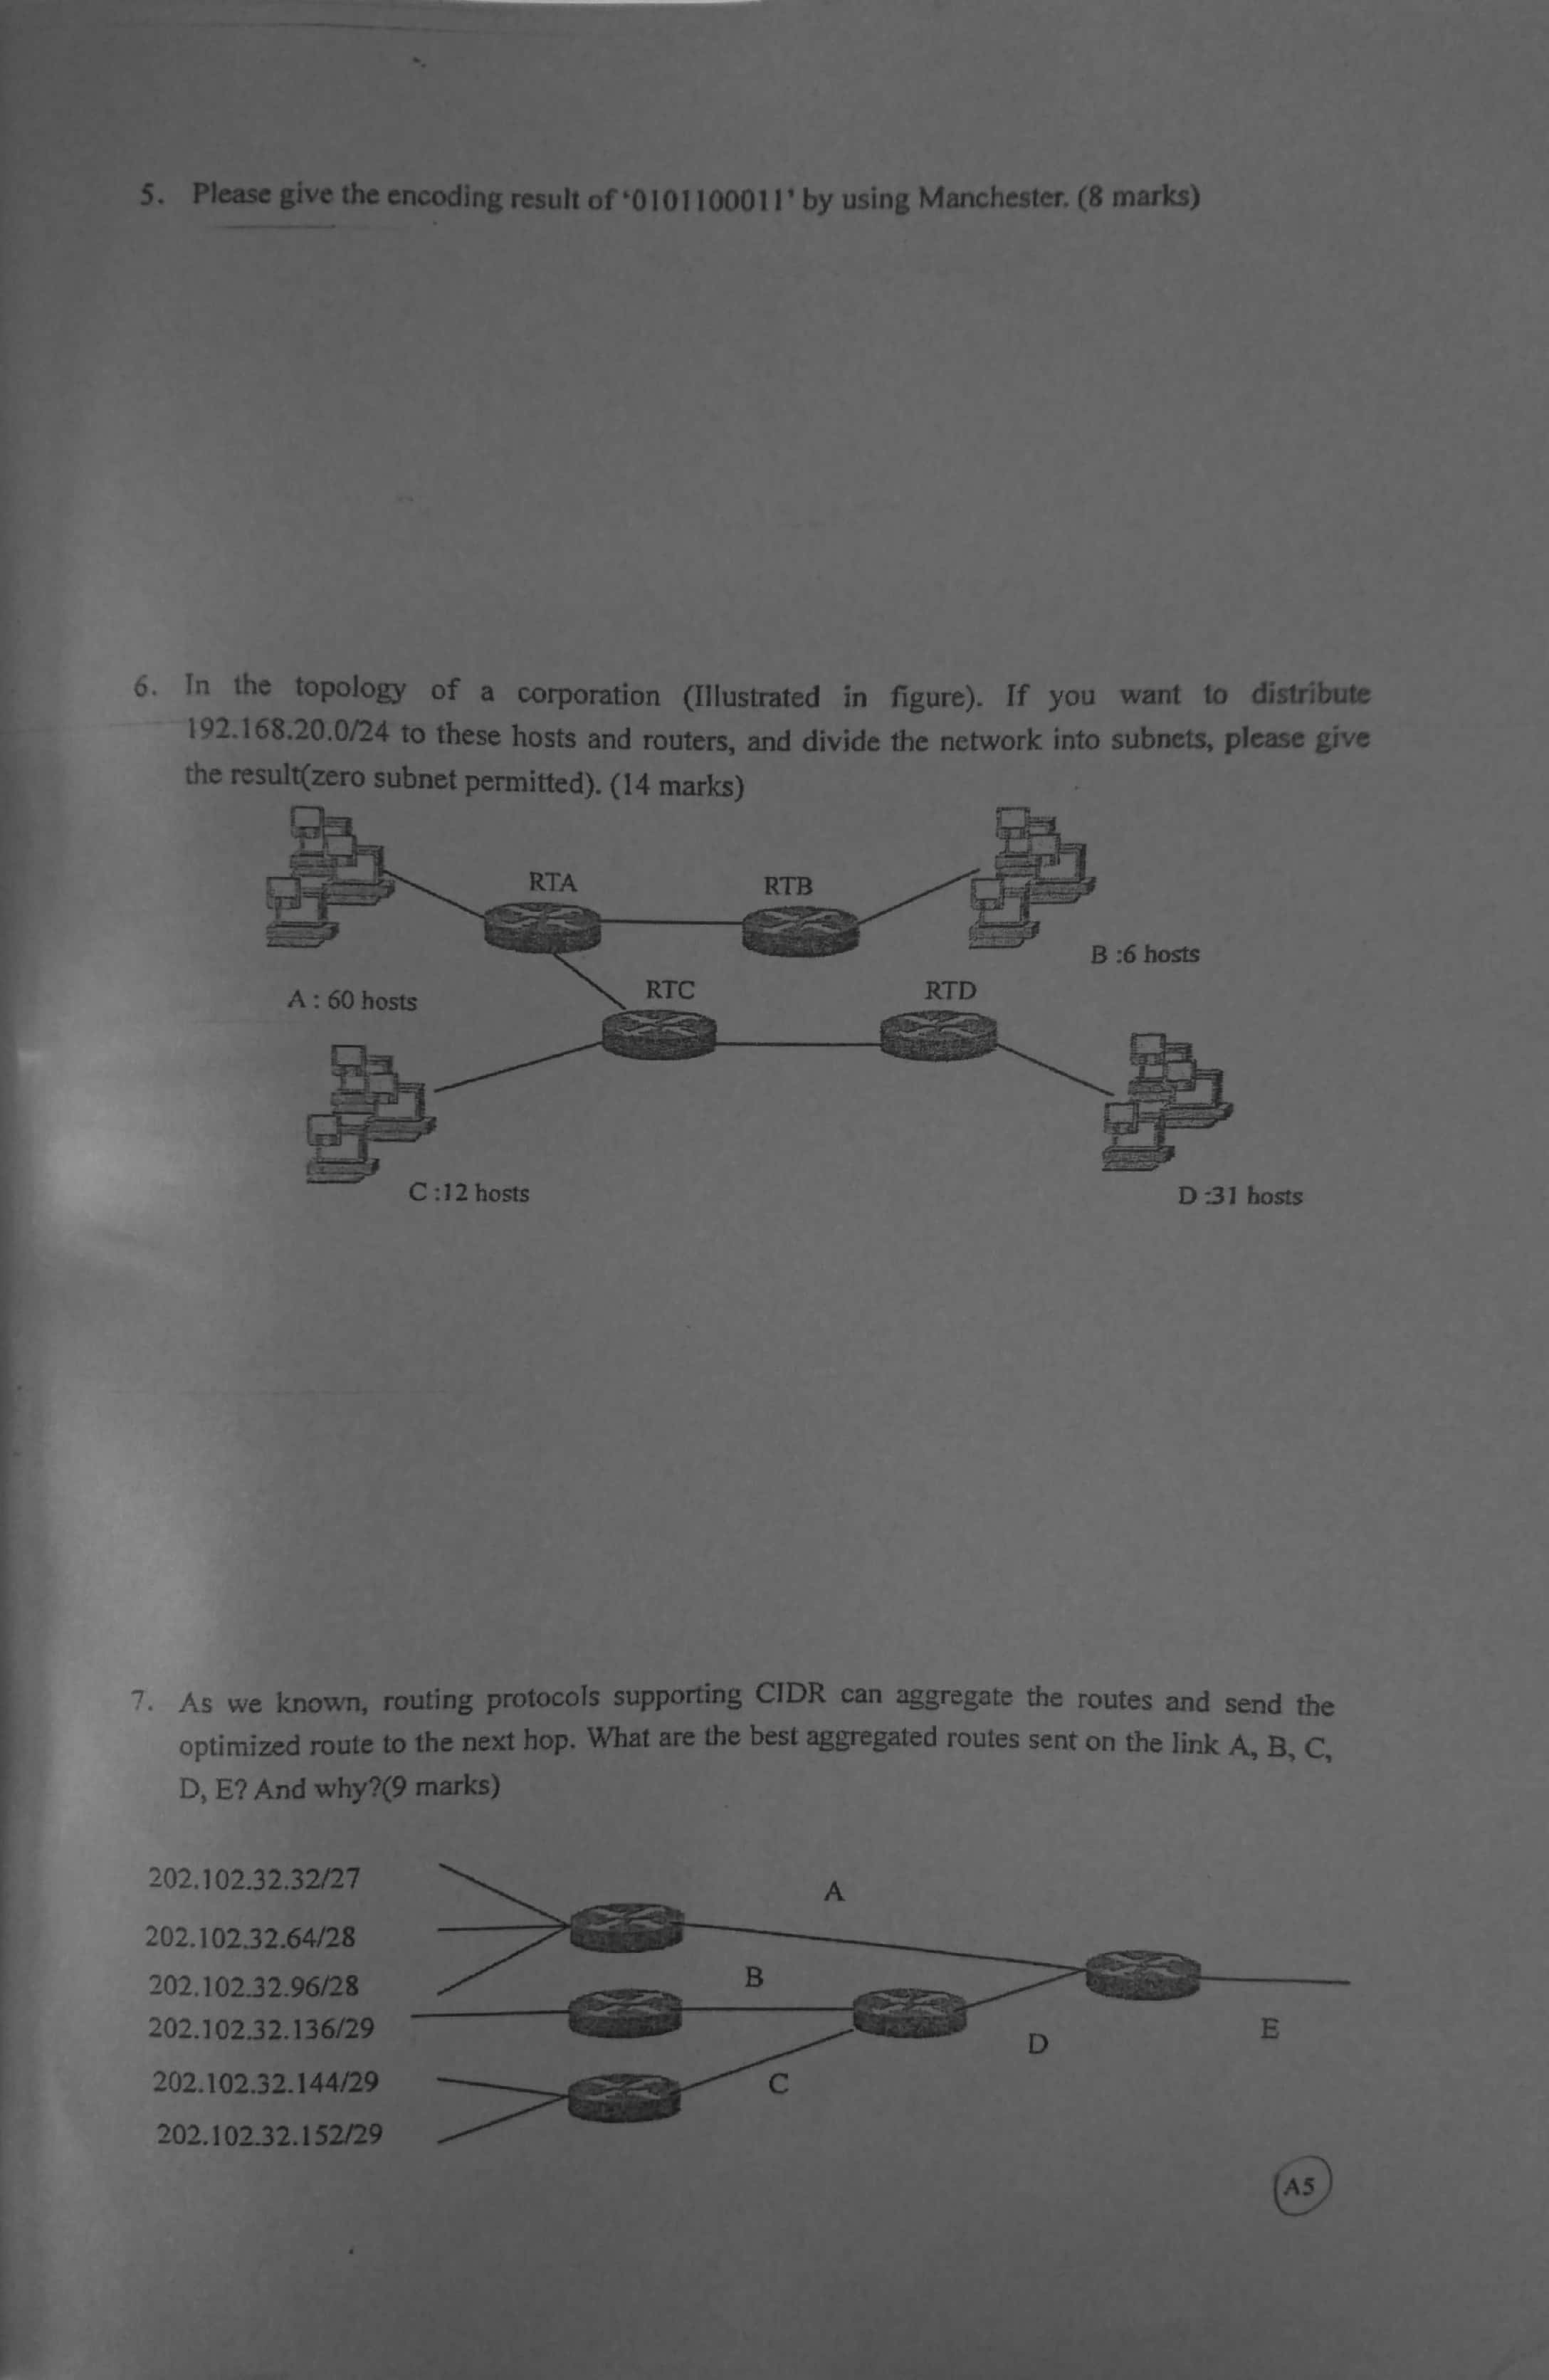 5. Please give the encoding result of ‘0101100011’ by using Manchester. (8 marks)
6. In the topology of a corporation (Illustrated in figure). If you want to distribute
192.168.20.0/24 to these hosts and routers, and divide the network into subnets, please give
the result(zero subnet permitted). (14 marks)
RTA
RTB
B :6 hosts
A : 60 hosts
RTC
RTD
C :12 hosts
D :31 hosts
7. As we known, routing protocols supporting CIDR can aggregate the routes and send the
optimized route to the next hop. What are the best aggregated routes sent on the link A, B, C,
D, E? And why?(9 marks)
202.102.32.32/27
A
202.102.32.64/28
202.102.32.96/28
B
202.102.32.136/29
E
D
202.102.32.144/29
C
202.102.32.152/29
A5